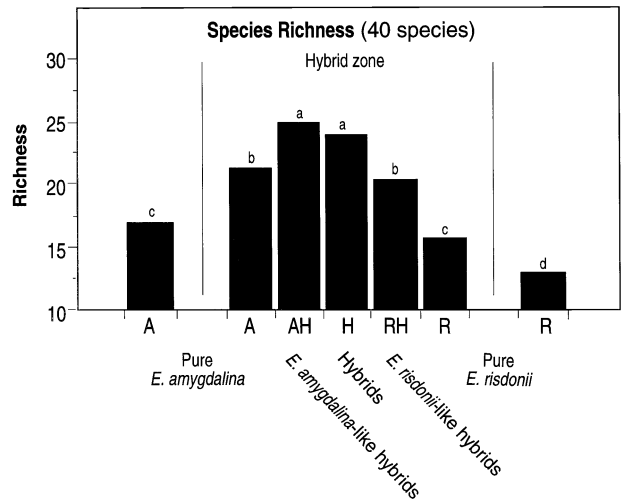 Species Richness (40 species)
Hybrid zone
Richness
30
25
20
15
10
c
b
a
a
b
c
d
A
A
AH
H
RH
R
R
Pure
E. amygdalina
E. amygdalina-like hybrids
Hybrids
E. risdonii-like hybrids
Pure
E. risdonii